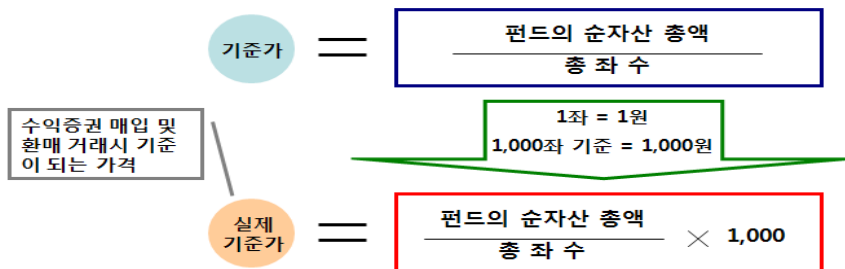 기준가
펀드의 순자산 총액
총 좌 수
수익증권 매입 및
환매 거래시 기준
이 되는 가격
1좌 = 1원
1,000좌 기준 = 1,000원
실제
기준가
펀드의 순자산 총액
총 좌 수
× 1,000